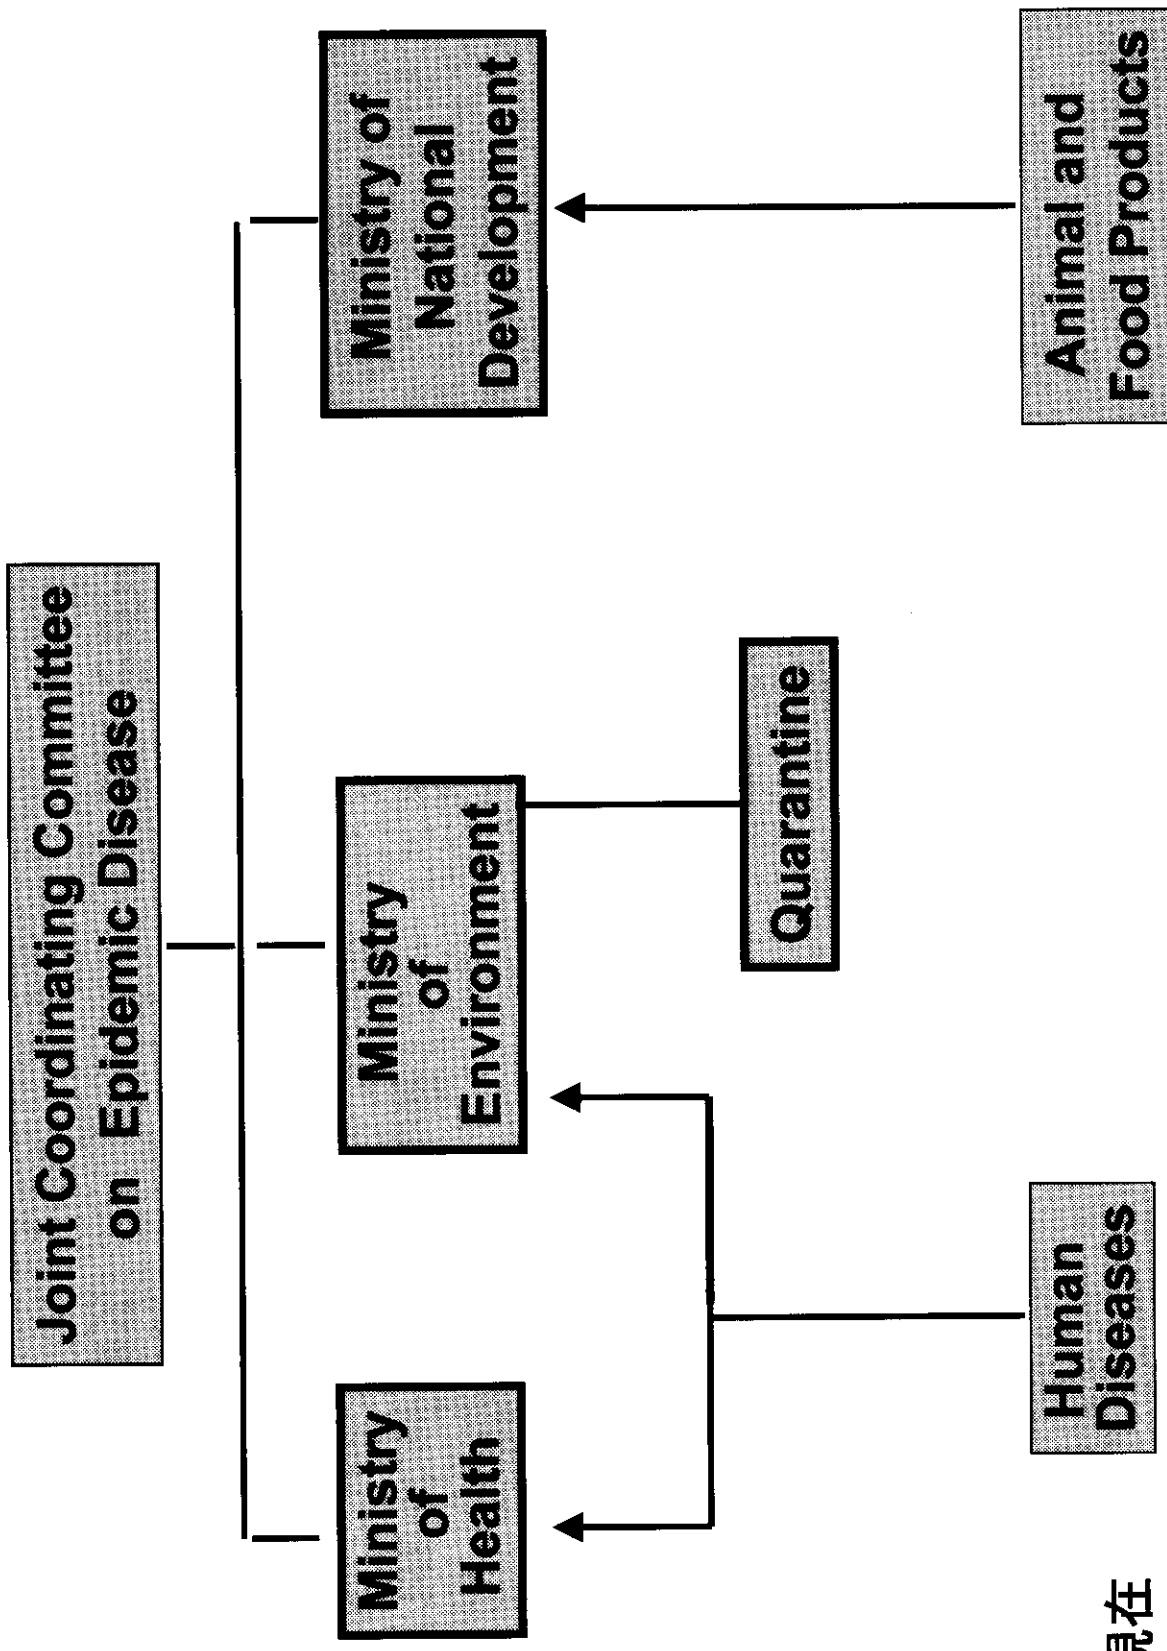 Joint Coordinating Committee
on Epidemic Disease
Ministry
of
Health
Ministry
of
Environment
Ministry of
National
Development
Quarantine
Human
Diseases
Animal and
Food Products
現在